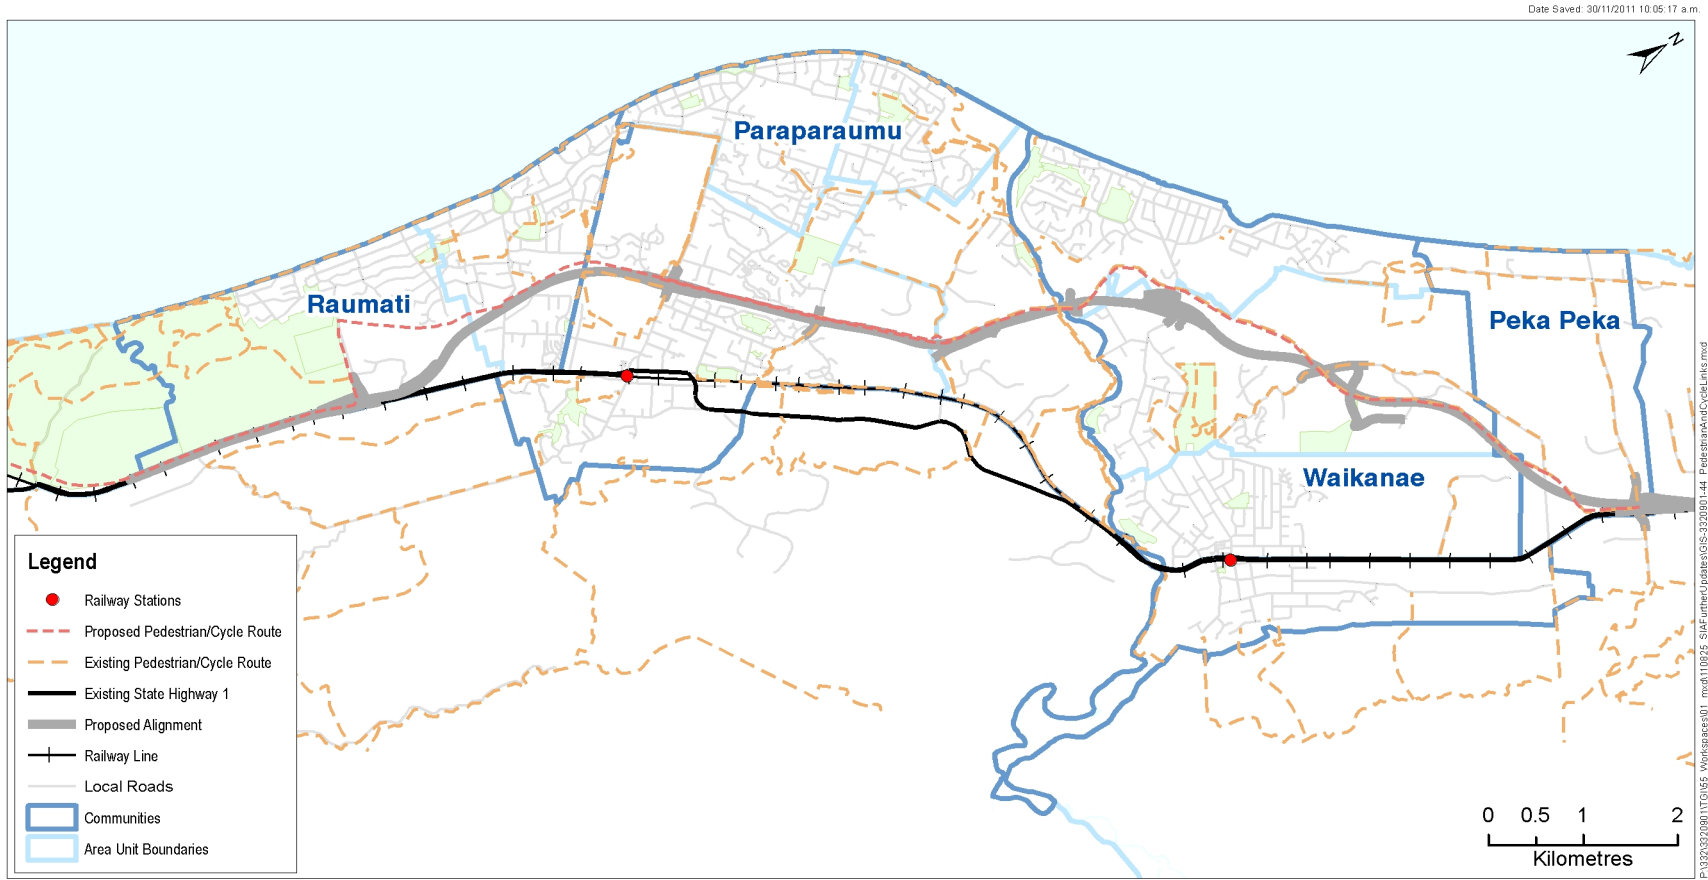 Date Saved: 30/11/2011 10:05:17 a.m.
N
Paraparaumu
Raumati
Peka Peka
Waikanae
Legend
Railway Stations
Proposed Pedestrian/Cycle Route
Existing Pedestrian/Cycle Route
Existing State Highway 1
Proposed Alignment
Railway Line
Local Roads
Communities
Area Unit Boundaries
0 0.5 1 2
Kilometres